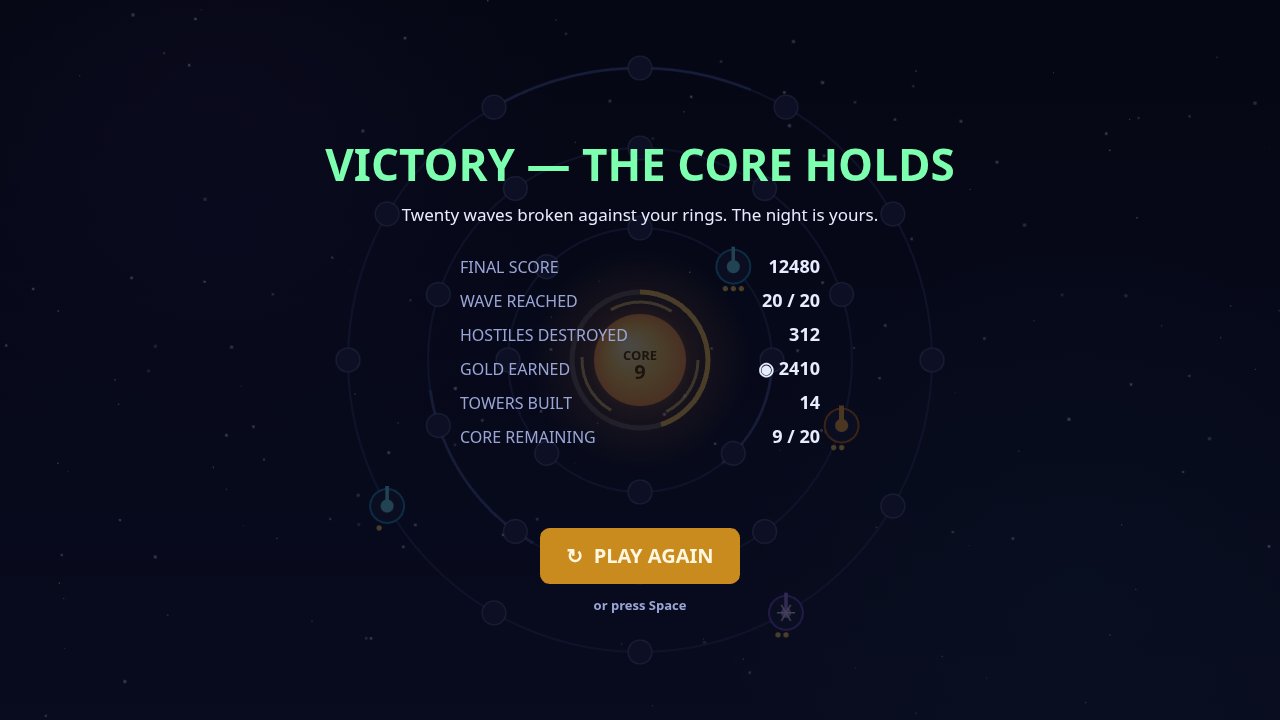 VICTORY — THE CORE HOLDS
Twenty waves broken against your rings. The night is yours.
FINAL SCORE 12480
WAVE REACHED 20 / 20
HOSTILES DESTROYED 312
CORE
9
GOLD EARNED ◉ 2410
TOWERS BUILT 14
CORE REMAINING 9 / 20
↻ PLAY AGAIN
or press Space